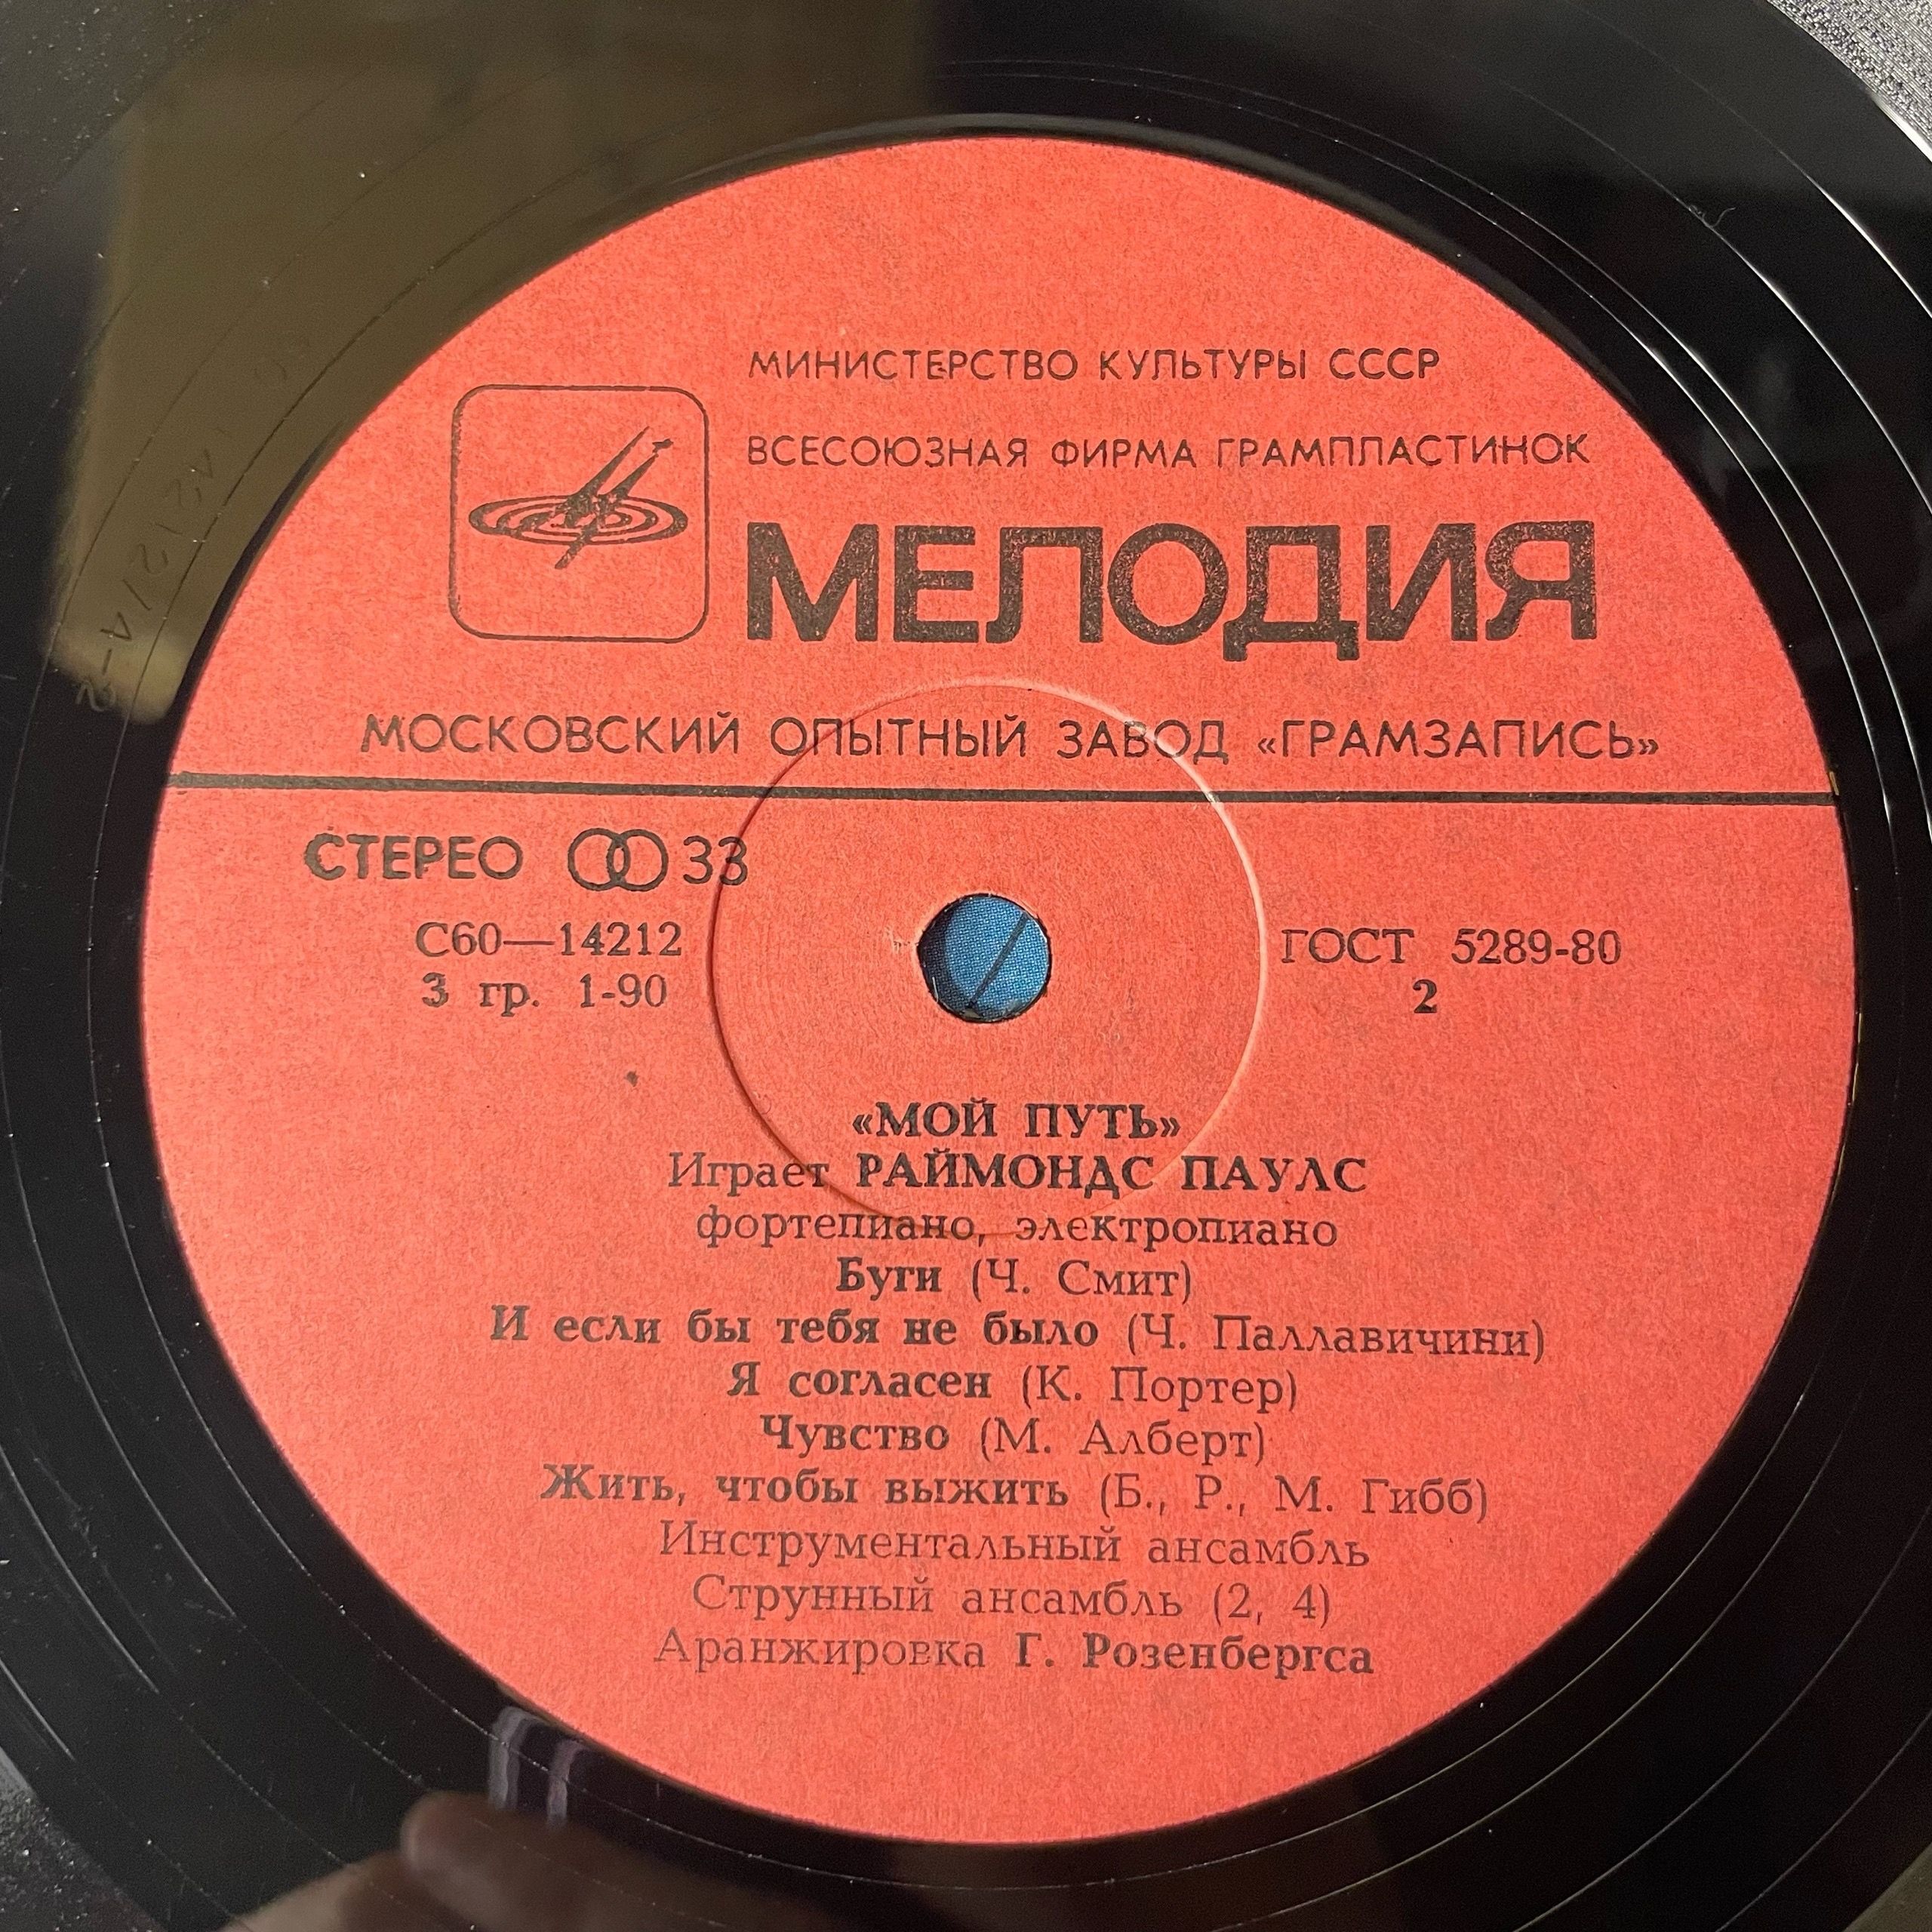 МИНИСТЕРСТВО КУЛЬТУРЫ СССР
ВСЕСОЮЗНАЯ ФИРМА ГРАМПЛАСТИНОК
МЕЛОДИЯ
МОСКОВСКИЙ ОПЫТНЫЙ ЗАВОД «ГРАМЗАПИСЬ»
СТЕРЕО 33
С60—14212 ГОСТ 5289-80
3 гр. 1-90 2
«МОЙ ПУТЬ»
Играет РАЙМОНДС ПАУЛС
фортепиано, электропиано
Буги (Ч. Смит)
И если бы тебя не было (Ч. Паллавичини)
Я согласен (К. Портер)
Чувство (М. Алберт)
Жить, чтобы выжить (Б., Р., М. Гибб)
Инструментальный ансамбль
Струнный ансамбль (2, 4)
Аранжировка Г. Розенбергса